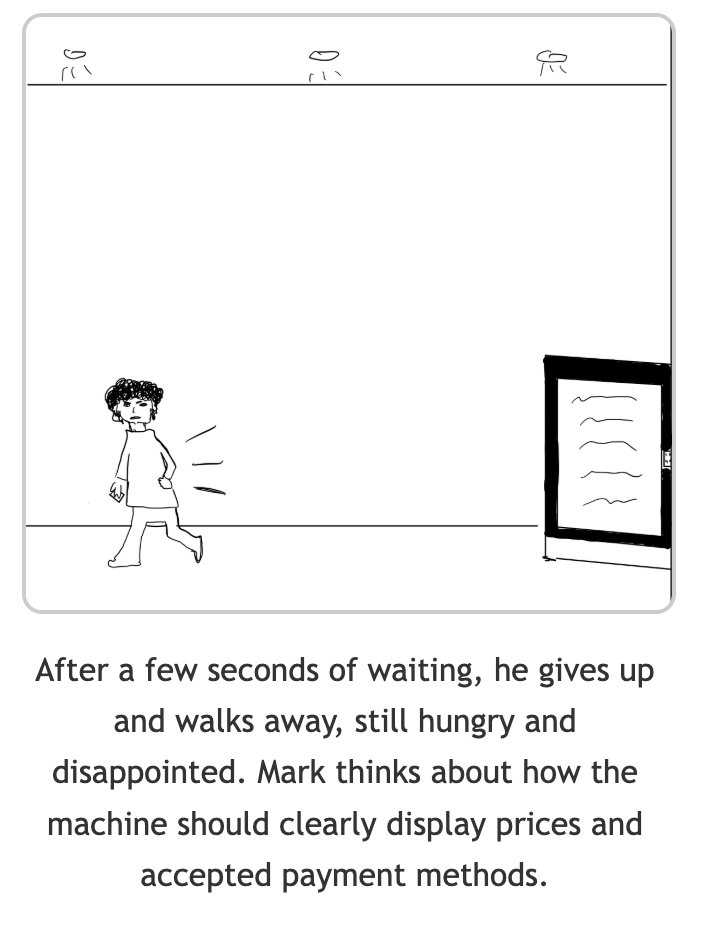 After a few seconds of waiting, he gives up
and walks away, still hungry and
disappointed. Mark thinks about how the
machine should clearly display prices and
accepted payment methods.